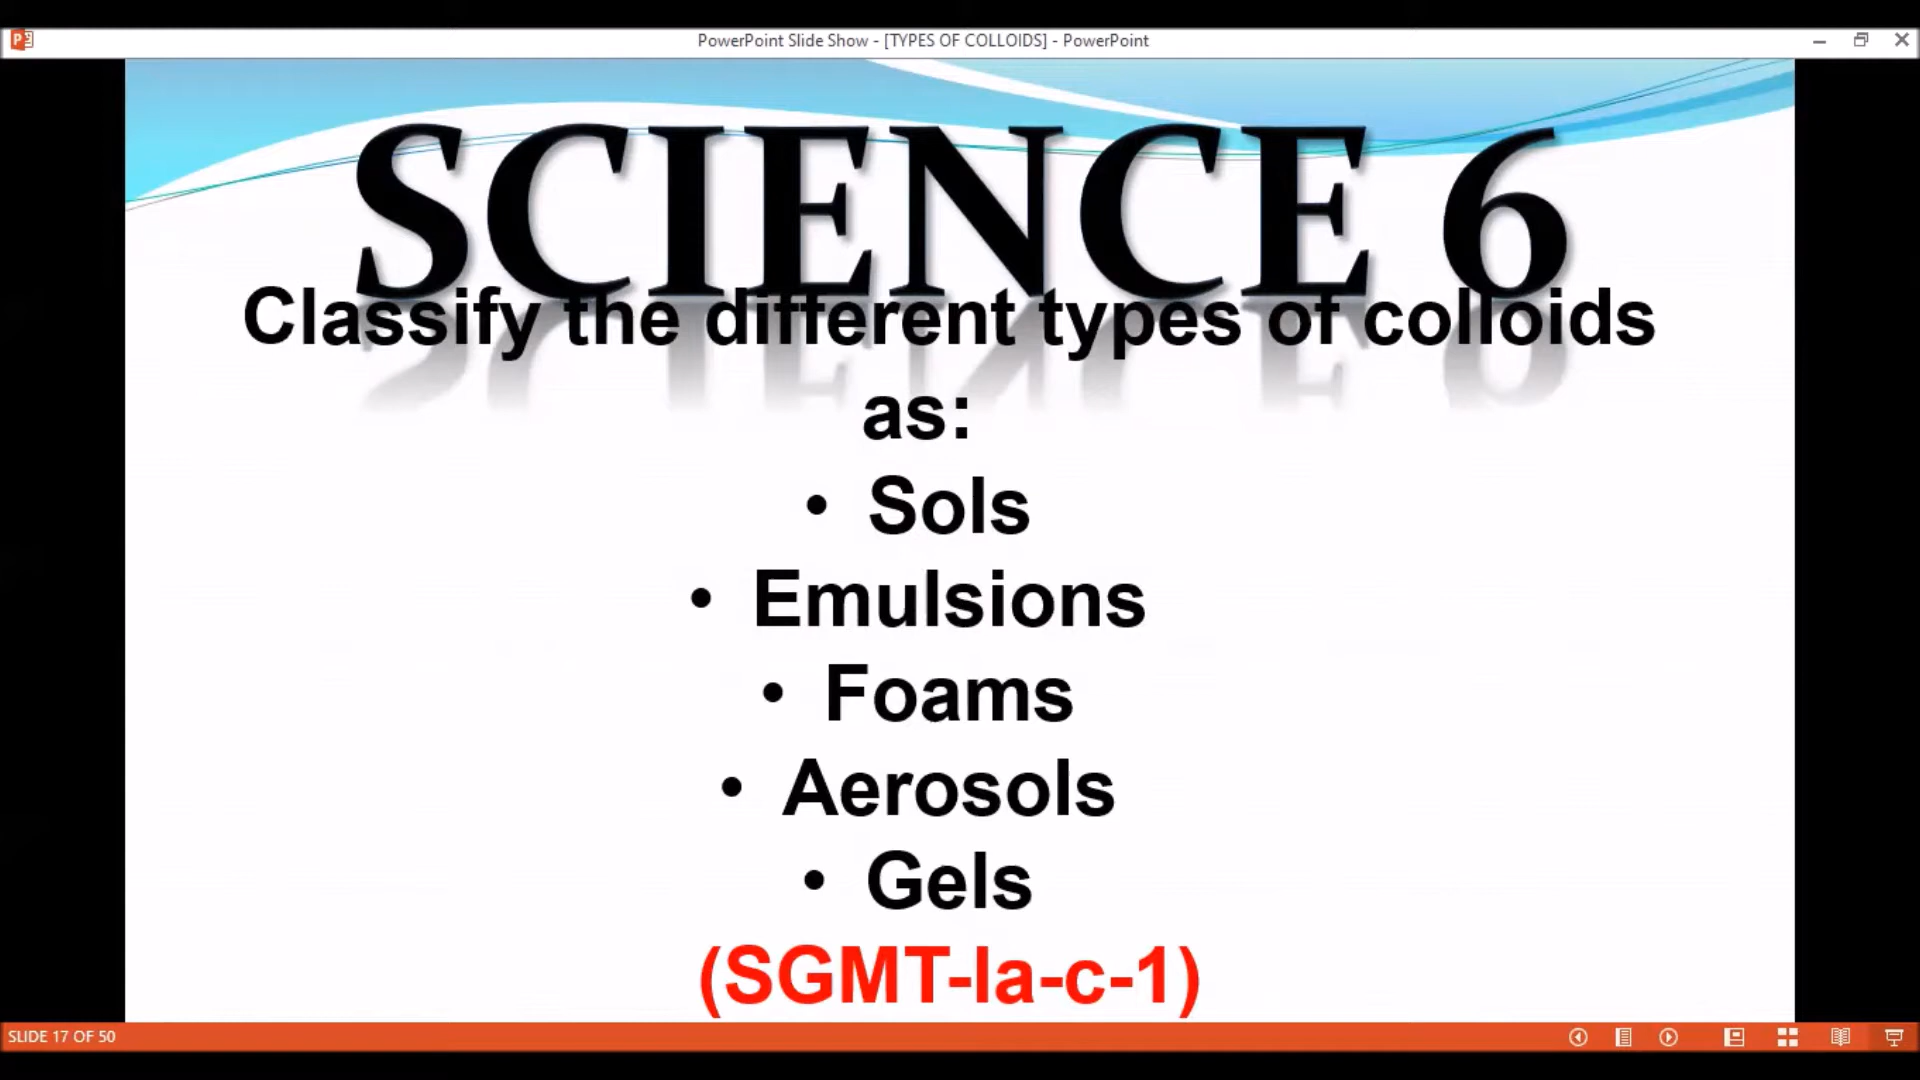 PowerPoint Slide Show - [TYPES OF COLLOIDS] - PowerPoint
SCIENCE 6
Classify the different types of colloids
as:
• Sols
• Emulsions
• Foams
• Aerosols
• Gels
(SGMT-Ia-c-1)
SLIDE 17 OF 50